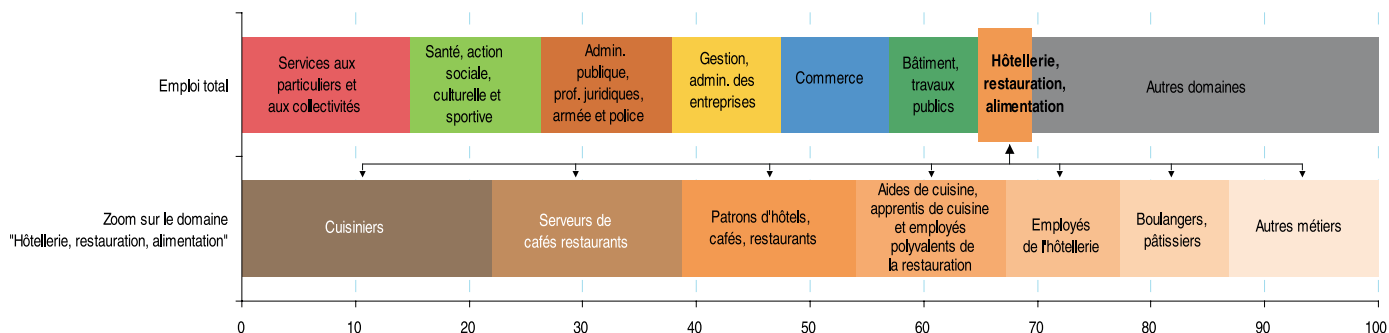 Emploi total
Services aux
particuliers et
aux collectivités
Santé, action
sociale,
culturelle et
sportive
Admin.
publique,
prof. juridiques,
armée et police
Gestion,
admin. des
entreprises
Commerce
Bâtiment,
travaux
publics
Hôtellerie,
restauration,
alimentation
Autres domaines
Zoom sur le domaine
"Hôtellerie, restauration, alimentation"
Cuisiniers
Serveurs de
cafés restaurants
Patrons d'hôtels,
cafés, restaurants
Aides de cuisine,
apprentis de cuisine
et employés
polyvalents de
la restauration
Employés
de l'hôtellerie
Boulangers,
pâtissiers
Autres métiers
0 10 20 30 40 50 60 70 80 90 100